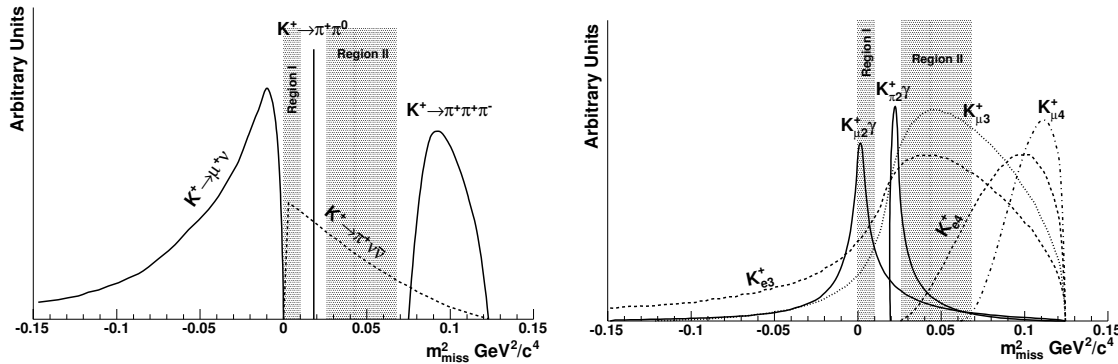 Arbitrary Units
K⁺→π⁺π⁰
Region I
Region II
K⁺→π⁺π⁺π⁻
K⁺→μ⁺ν
K⁺→π⁺νν̅
-0.15 -0.1 -0.05 0 0.05 0.1 0.15
m²miss GeV²/c⁴
Arbitrary Units
Region I
Region II
K⁺π2γ
K⁺μ2γ
K⁺μ3
K⁺μ4
K⁺e4
K⁺e3
-0.15 -0.1 -0.05 0 0.05 0.1 0.15
m²miss GeV²/c⁴